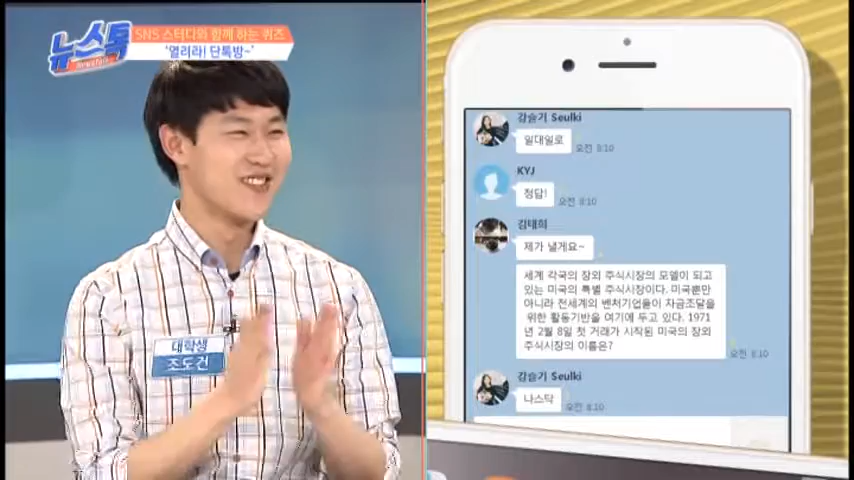 뉴스톡
SNS 스터디와 함께 하는 퀴즈
'열려라! 단톡방~'
대학생
조도건
강슬기 Seulki
일대일로
오전 8:10
KYJ
정답!
오전 8:10
김태희
제가 낼게요~
세계 각국의 장외 주식시장의 모델이 되고
있는 미국의 특별 주식시장이다. 미국뿐만
아니라 전세계의 벤처기업들이 자금조달을
위한 활동기반을 여기에 두고 있다. 1971
년 2월 8일 첫 거래가 시작된 미국의 장외
주식시장의 이름은?
오전 8:10
강슬기 Seulki
나스닥
오전 8:10